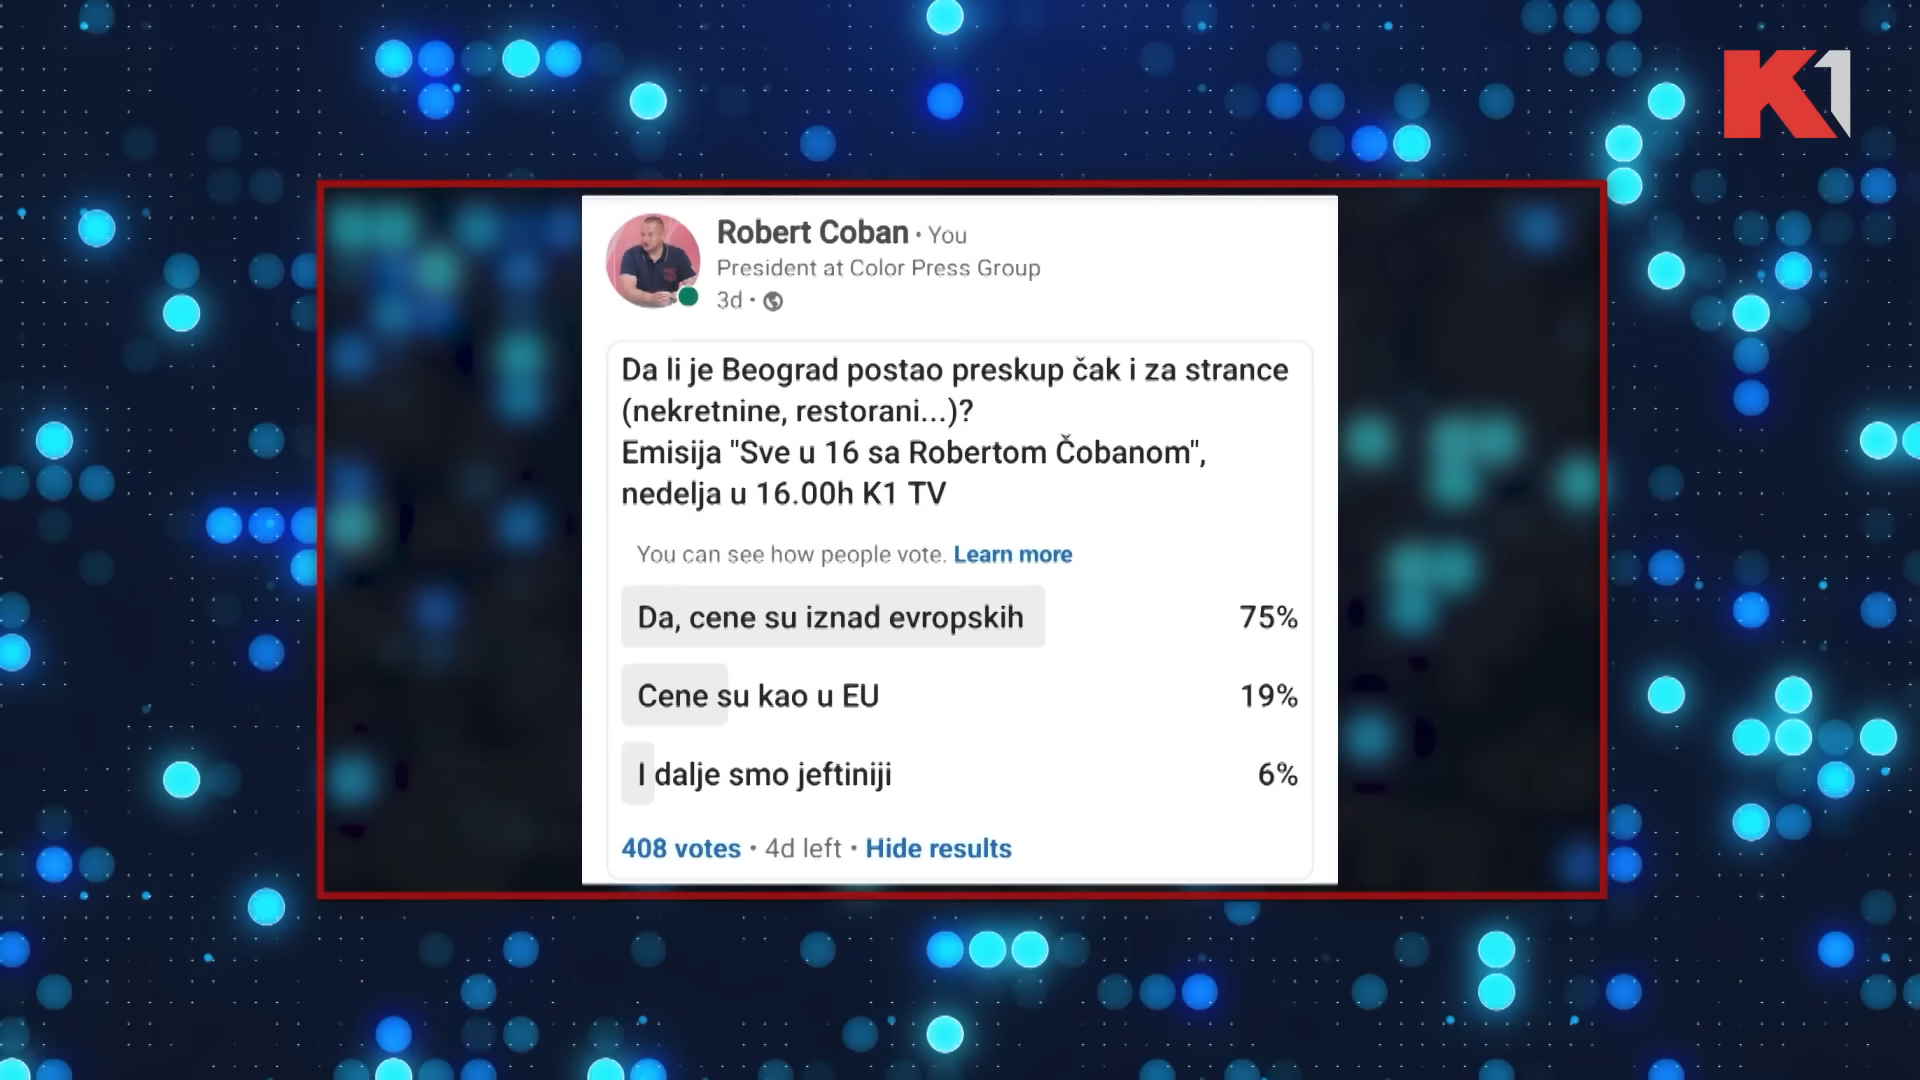 K1
Robert Coban • You
President at Color Press Group
3d •
Da li je Beograd postao preskup čak i za strance
(nekretnine, restorani...)?
Emisija "Sve u 16 sa Robertom Čobanom",
nedelja u 16.00h K1 TV
You can see how people vote. Learn more
Da, cene su iznad evropskih 75%
Cene su kao u EU 19%
I dalje smo jeftiniji 6%
408 votes • 4d left • Hide results